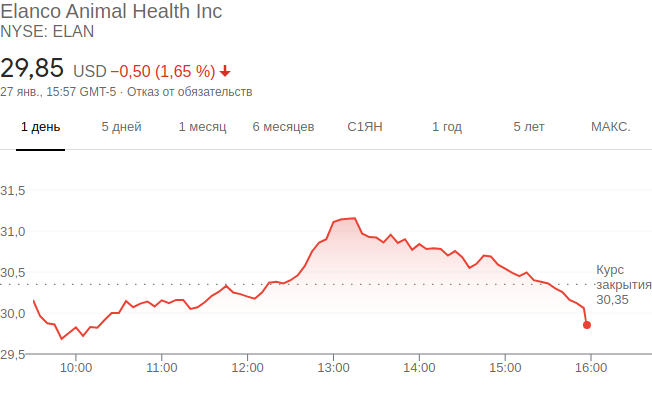 Elanco Animal Health Inc
NYSE: ELAN
29,85 USD −0,50 (1,65 %)
27 янв., 15:57 GMT-5 · Отказ от обязательств
1 день 5 дней 1 месяц 6 месяцев С1ЯН 1 год 5 лет МАКС.
31,5
31,0
30,5
Курс
закрытия
30,35
30,0
29,5
10:00 11:00 12:00 13:00 14:00 15:00 16:00